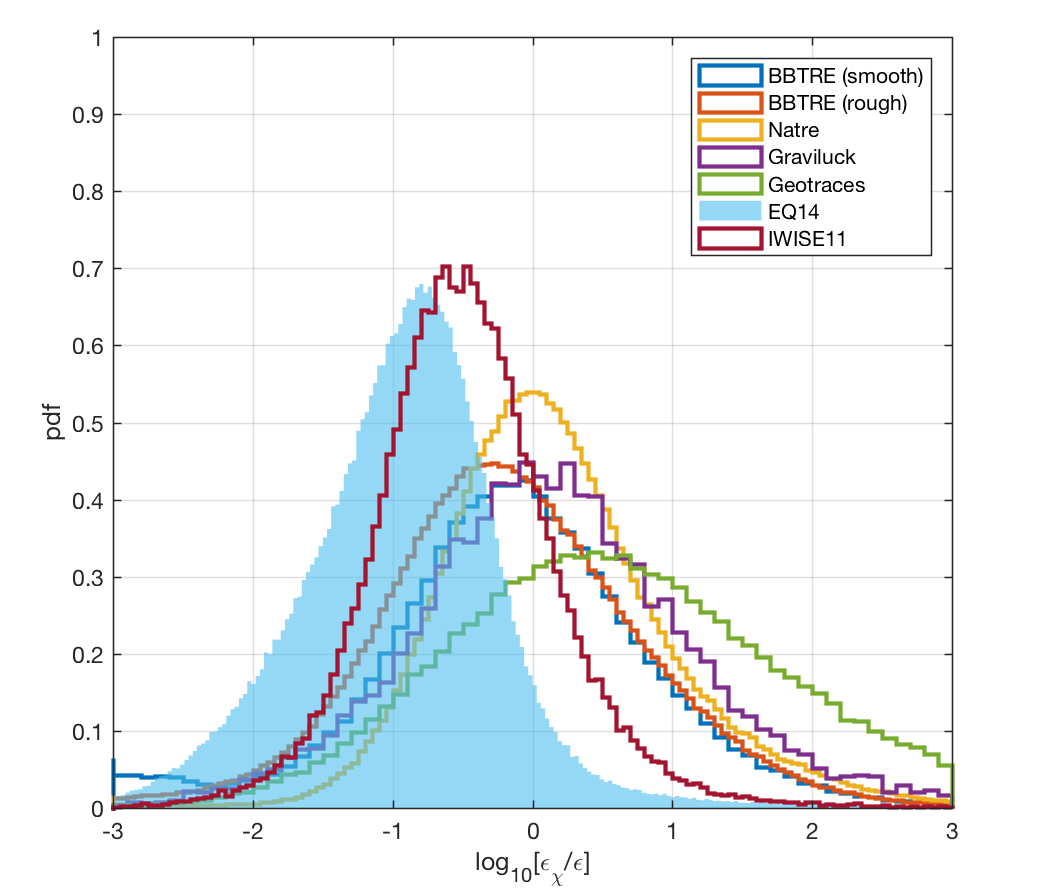 1
0.9
0.8
0.7
0.6
0.5
0.4
0.3
0.2
0.1
0
pdf
BBTRE (smooth)
BBTRE (rough)
Natre
Graviluck
Geotraces
EQ14
IWISE11
-3 -2 -1 0 1 2 3
log₁₀[ϵᵪ/ϵ]